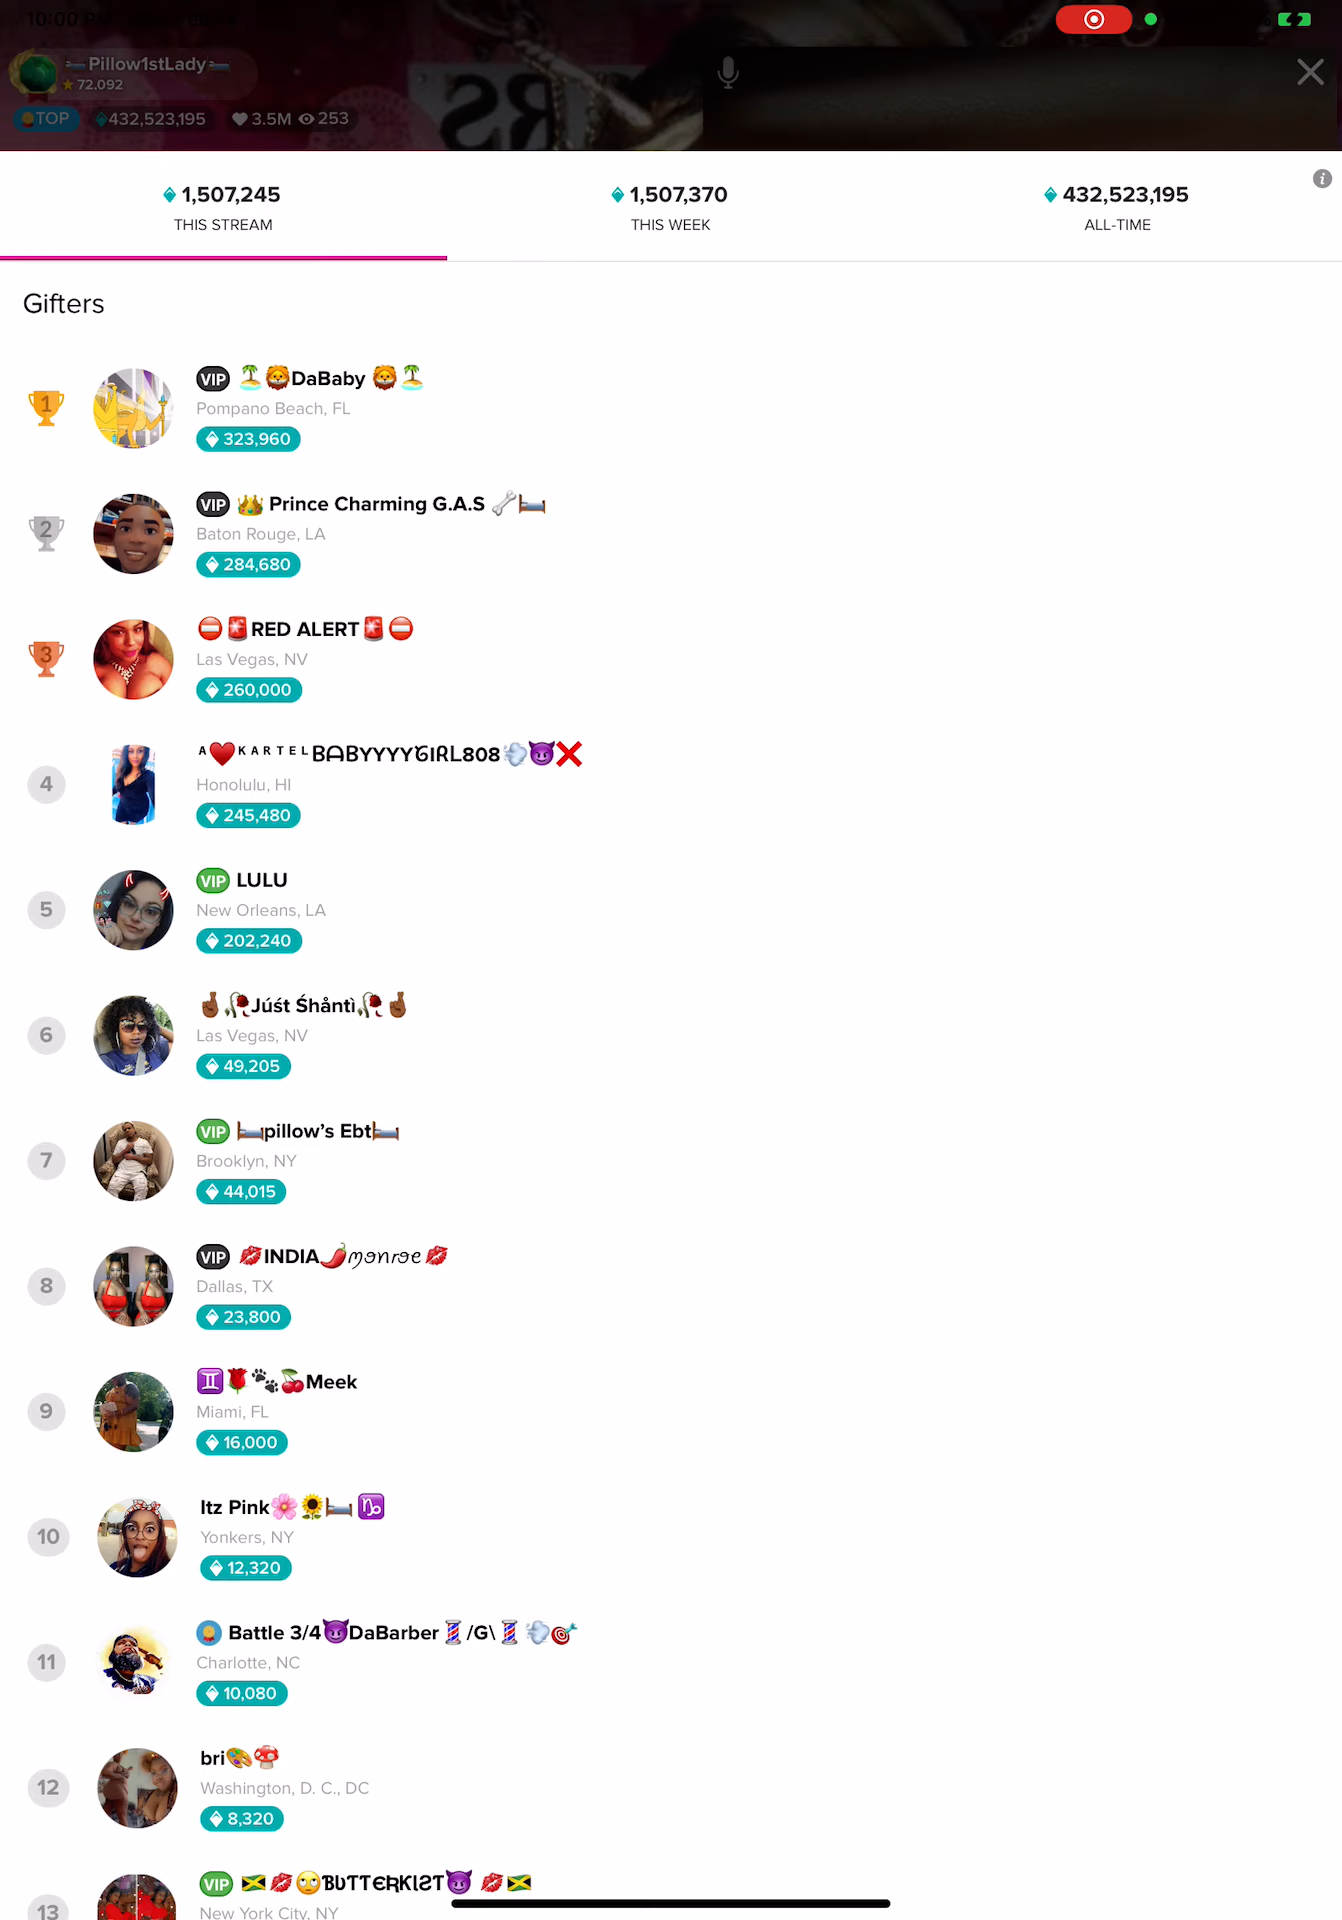 10:00 PM
🛏Pillow1stLady🛏
★ 72,092
TOP 432,523,195 3.5M 253
1,507,245
THIS STREAM
1,507,370
THIS WEEK
432,523,195
ALL-TIME
Gifters
1
VIP 🏝🦁DaBaby 🦁🏝
Pompano Beach, FL
323,960
2
VIP 👑 Prince Charming G.A.S 🦴🛏
Baton Rouge, LA
284,680
3
⛔🚨RED ALERT🚨⛔
Las Vegas, NV
260,000
4
ᴬ♥️ᴷᴬᴿᵀᴱᴸBᗩBYYYYᘜIᖇL808💨😈❌
Honolulu, HI
245,480
5
VIP LULU
New Orleans, LA
202,240
6
🤞🏾🥀Júśt Śhåntì🥀🤞🏾
Las Vegas, NV
49,205
7
VIP 🛏pillow’s Ebt🛏
Brooklyn, NY
44,015
8
VIP 💋INDIA🌶monroe💋
Dallas, TX
23,800
9
♊🌹🐾🍒Meek
Miami, FL
16,000
10
Itz Pink🌸🌻🛏♑
Yonkers, NY
12,320
11
Battle 3/4😈DaBarber💈/G\💈💨🎯
Charlotte, NC
10,080
12
bri🎨🍄
Washington, D. C., DC
8,320
13
VIP 🇯🇲💋🙄ƁUTTЄƦKIƧT😈 💋🇯🇲
New York City, NY